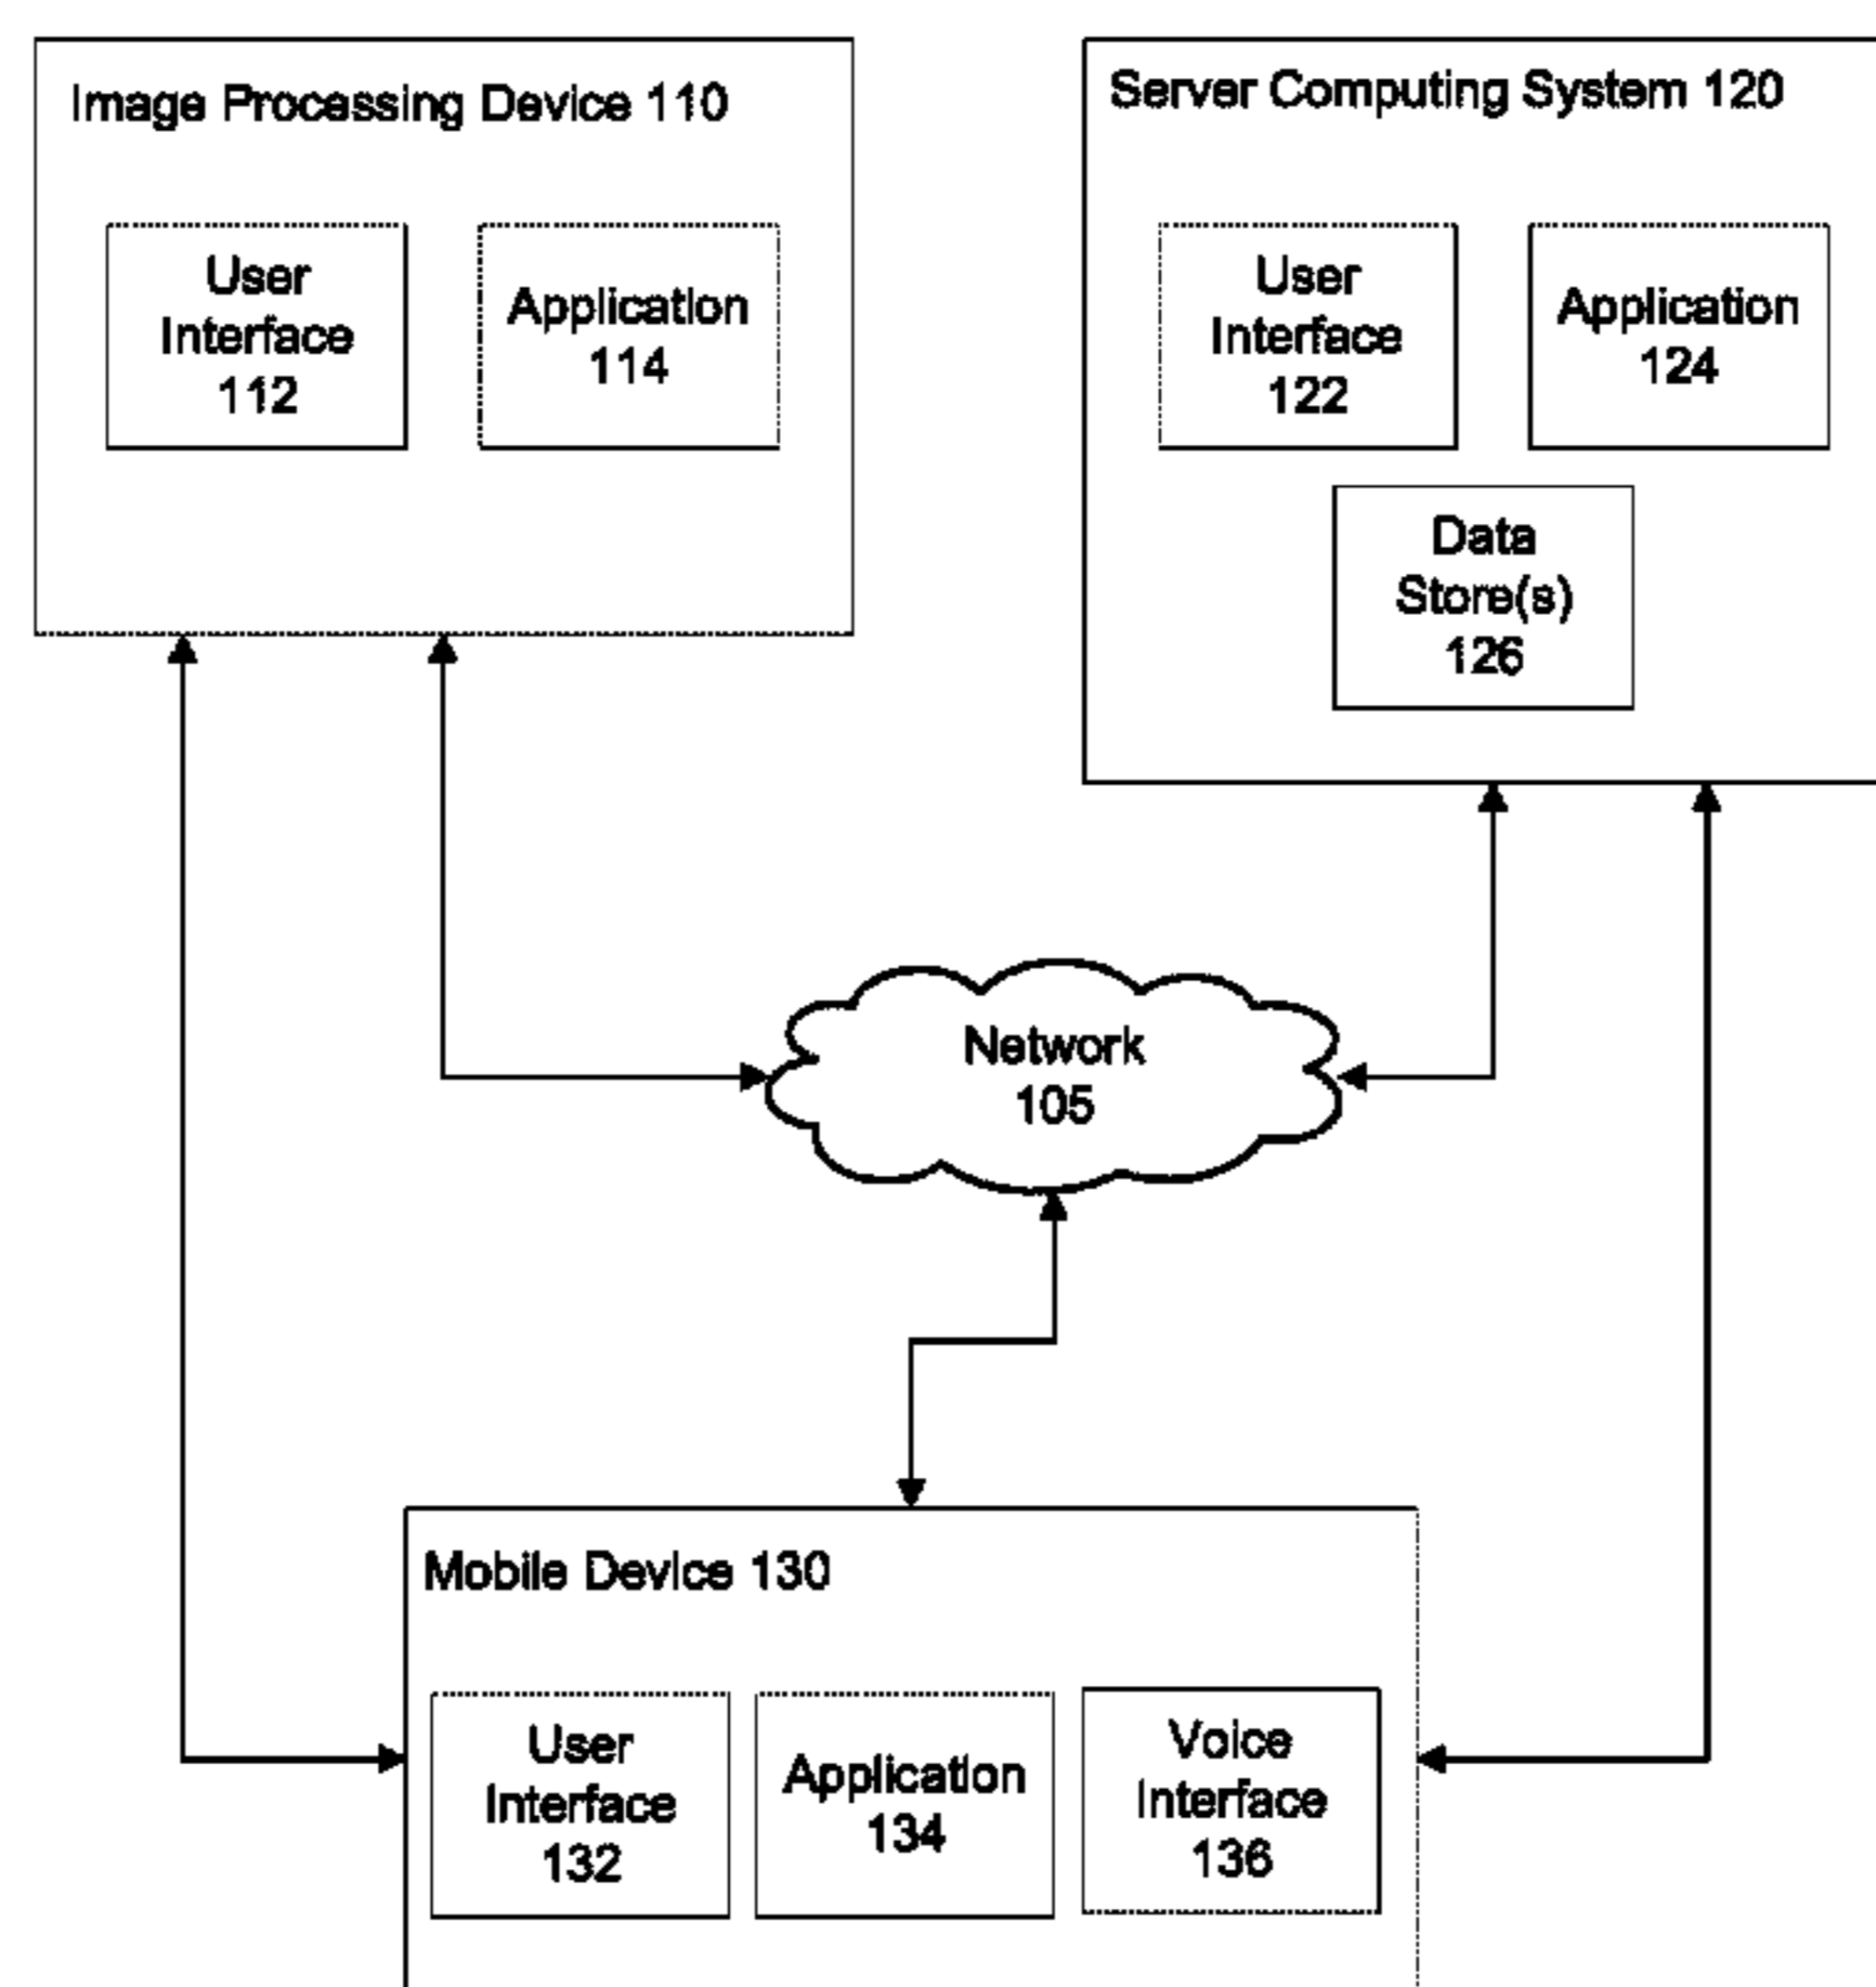 Image Processing Device 110
User
Interface
112
Application
114
Server Computing System 120
User
Interface
122
Application
124
Data
Store(s)
126
Network
105
Mobile Device 130
User
Interface
132
Application
134
Voice
Interface
136